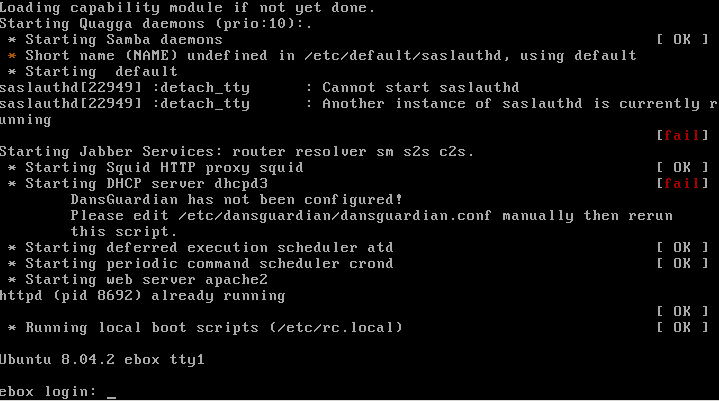 Loading capability module if not yet done.
Starting Quagga daemons (prio:10):.
* Starting Samba daemons [ OK ]
* Short name (NAME) undefined in /etc/default/saslauthd, using default
* Starting  default
saslauthd[22949] :detach_tty      : Cannot start saslauthd
saslauthd[22949] :detach_tty      : Another instance of saslauthd is currently r
unning
[fail]
Starting Jabber Services: router resolver sm s2s c2s.
* Starting Squid HTTP proxy squid [ OK ]
* Starting DHCP server dhcpd3 [fail]
DansGuardian has not been configured!
Please edit /etc/dansguardian/dansguardian.conf manually then rerun
this script.
* Starting deferred execution scheduler atd [ OK ]
* Starting periodic command scheduler crond [ OK ]
* Starting web server apache2
httpd (pid 8692) already running
[ OK ]
* Running local boot scripts (/etc/rc.local) [ OK ]
Ubuntu 8.04.2 ebox tty1
ebox login: _